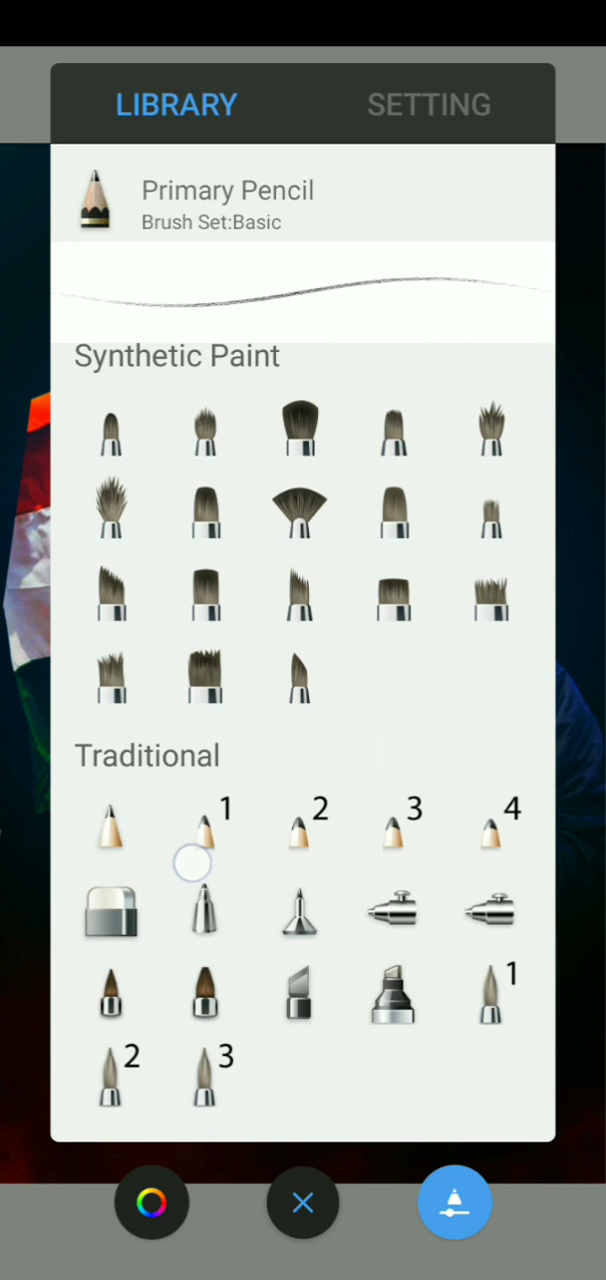 LIBRARY SETTING
Primary Pencil
Brush Set:Basic
Synthetic Paint
Traditional
1 2 3 4
1
2 3